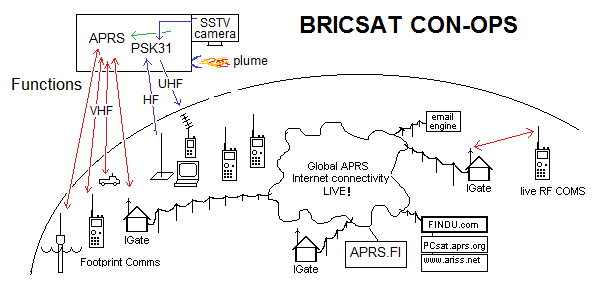 BRICSAT CON-OPS
SSTV
camera
APRS
PSK31
plume
Functions
UHF
HF
VHF
email
engine
Global APRS
Internet connectivity
LIVE!
IGate
live RF COMS
IGate
Footprint Comms
IGate
APRS.FI
FINDU.com
PCsat.aprs.org
www.ariss.net